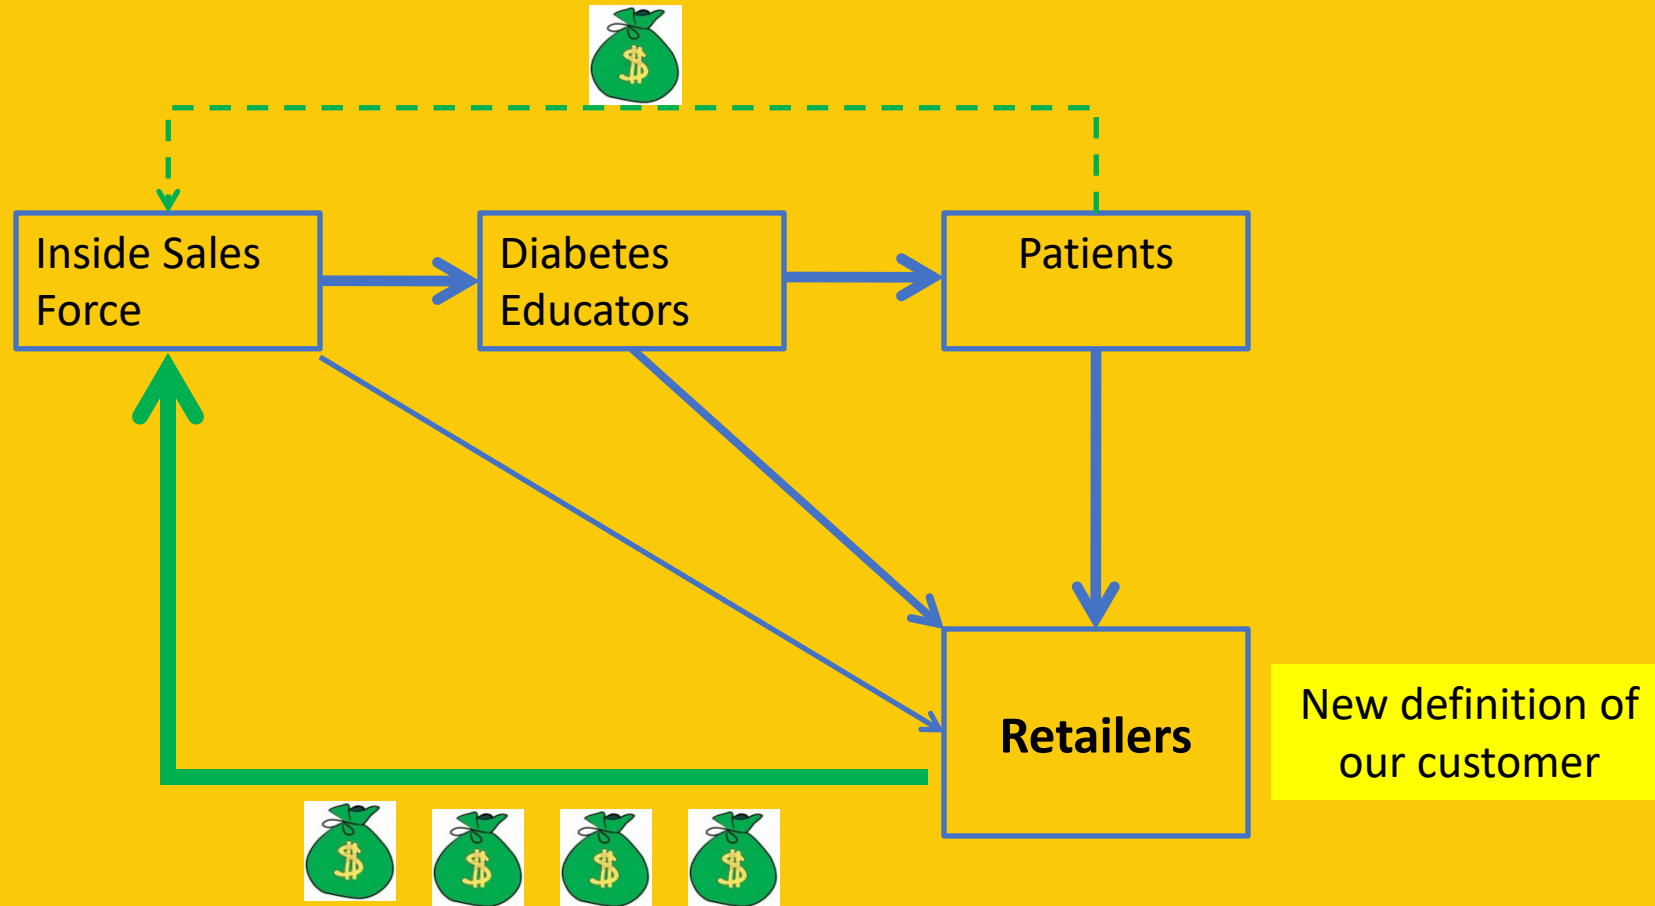 $
Inside Sales
Force
Diabetes
Educators
Patients
Retailers
New definition of
our customer
$
$
$
$